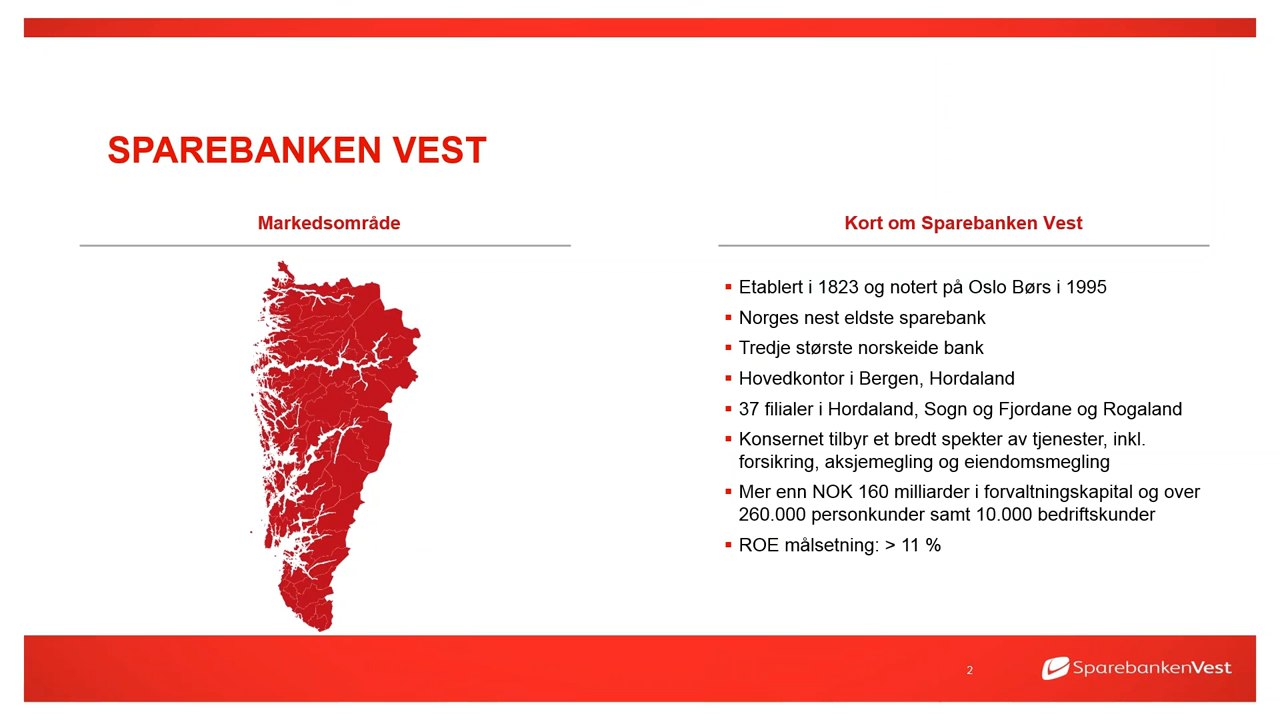 SPAREBANKEN VEST
Markedsområde
Kort om Sparebanken Vest
Etablert i 1823 og notert på Oslo Børs i 1995
Norges nest eldste sparebank
Tredje største norskeide bank
Hovedkontor i Bergen, Hordaland
37 filialer i Hordaland, Sogn og Fjordane og Rogaland
Konsernet tilbyr et bredt spekter av tjenester, inkl.
forsikring, aksjemegling og eiendomsmegling
Mer enn NOK 160 milliarder i forvaltningskapital og over
260.000 personkunder samt 10.000 bedriftskunder
ROE målsetning: > 11 %
2
SparebankenVest